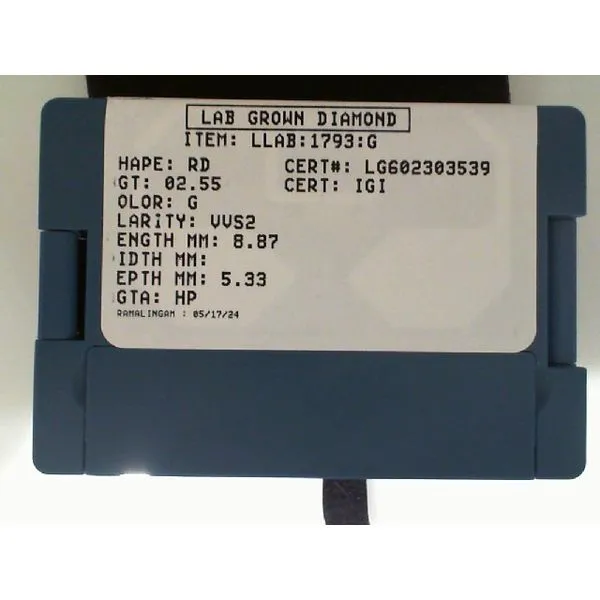 LAB GROWN DIAMOND
ITEM: LLAB:1793:G
HAPE: RD CERT#: LG602303539
GT: 02.55 CERT: IGI
OLOR: G
LARITY: VVS2
ENGTH MM: 8.87
IDTH MM:
EPTH MM: 5.33
GTA: HP
RAMALINGAM : 05/17/24